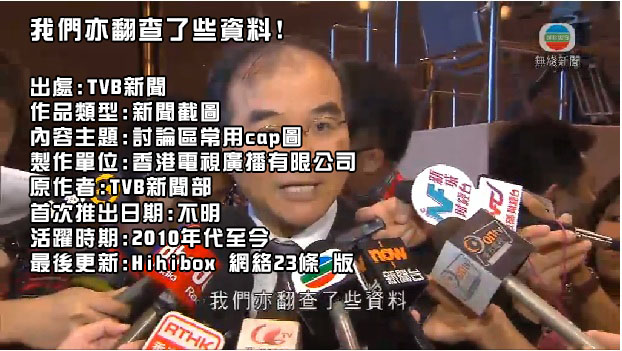 我們亦翻查了些資料！
無綫新聞
出處：TVB新聞
作品類型：新聞截圖
內容主題：討論區常用cap圖
製作單位：香港電視廣播有限公司
原作者：TVB新聞部
首次推出日期：不明
活躍時期：2010年代至今
最後更新：Hihibox 網絡23條 版
now
新聞台
我們亦翻查了些資料
RTHK